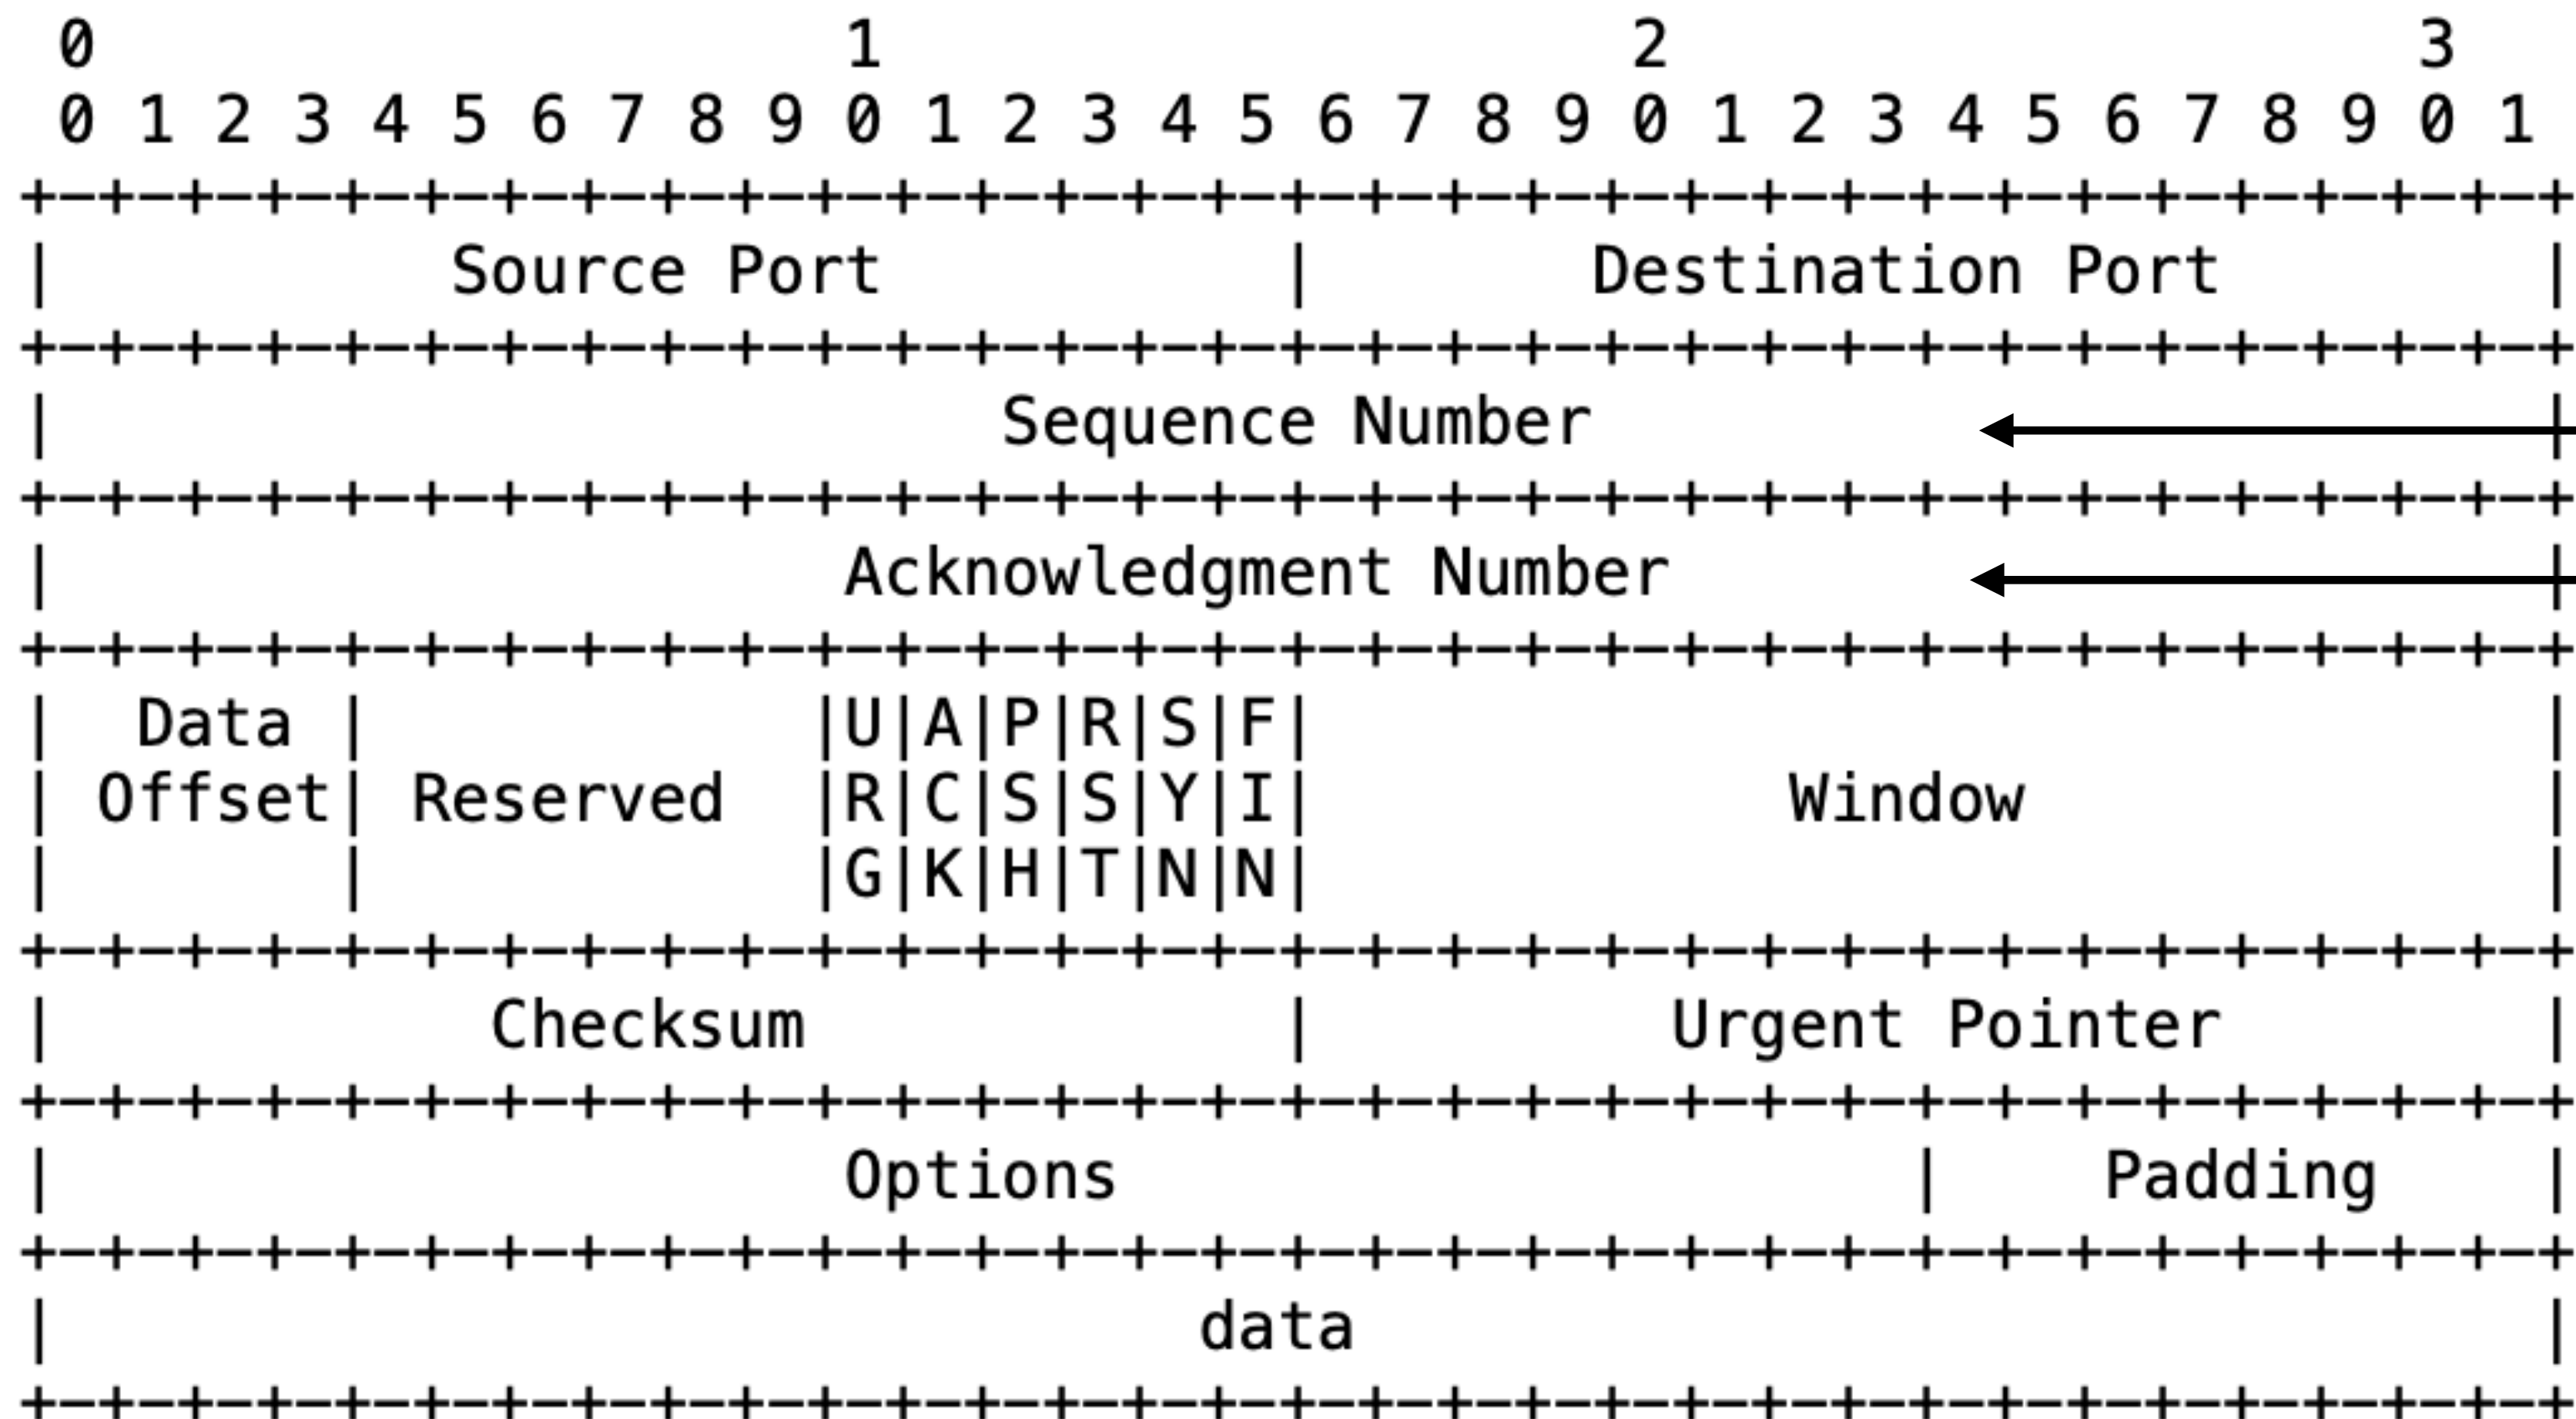 0                   1                   2                   3
0 1 2 3 4 5 6 7 8 9 0 1 2 3 4 5 6 7 8 9 0 1 2 3 4 5 6 7 8 9 0 1
+-+-+-+-+-+-+-+-+-+-+-+-+-+-+-+-+-+-+-+-+-+-+-+-+-+-+-+-+-+-+-+-+
|          Source Port          |       Destination Port        |
+-+-+-+-+-+-+-+-+-+-+-+-+-+-+-+-+-+-+-+-+-+-+-+-+-+-+-+-+-+-+-+-+
|                        Sequence Number                        |
+-+-+-+-+-+-+-+-+-+-+-+-+-+-+-+-+-+-+-+-+-+-+-+-+-+-+-+-+-+-+-+-+
|                    Acknowledgment Number                      |
+-+-+-+-+-+-+-+-+-+-+-+-+-+-+-+-+-+-+-+-+-+-+-+-+-+-+-+-+-+-+-+-+
|  Data |           |U|A|P|R|S|F|                               |
| Offset| Reserved  |R|C|S|S|Y|I|            Window             |
|       |           |G|K|H|T|N|N|                               |
+-+-+-+-+-+-+-+-+-+-+-+-+-+-+-+-+-+-+-+-+-+-+-+-+-+-+-+-+-+-+-+-+
|           Checksum            |         Urgent Pointer        |
+-+-+-+-+-+-+-+-+-+-+-+-+-+-+-+-+-+-+-+-+-+-+-+-+-+-+-+-+-+-+-+-+
|                    Options                    |    Padding    |
+-+-+-+-+-+-+-+-+-+-+-+-+-+-+-+-+-+-+-+-+-+-+-+-+-+-+-+-+-+-+-+-+
|                             data                              |
+-+-+-+-+-+-+-+-+-+-+-+-+-+-+-+-+-+-+-+-+-+-+-+-+-+-+-+-+-+-+-+-+